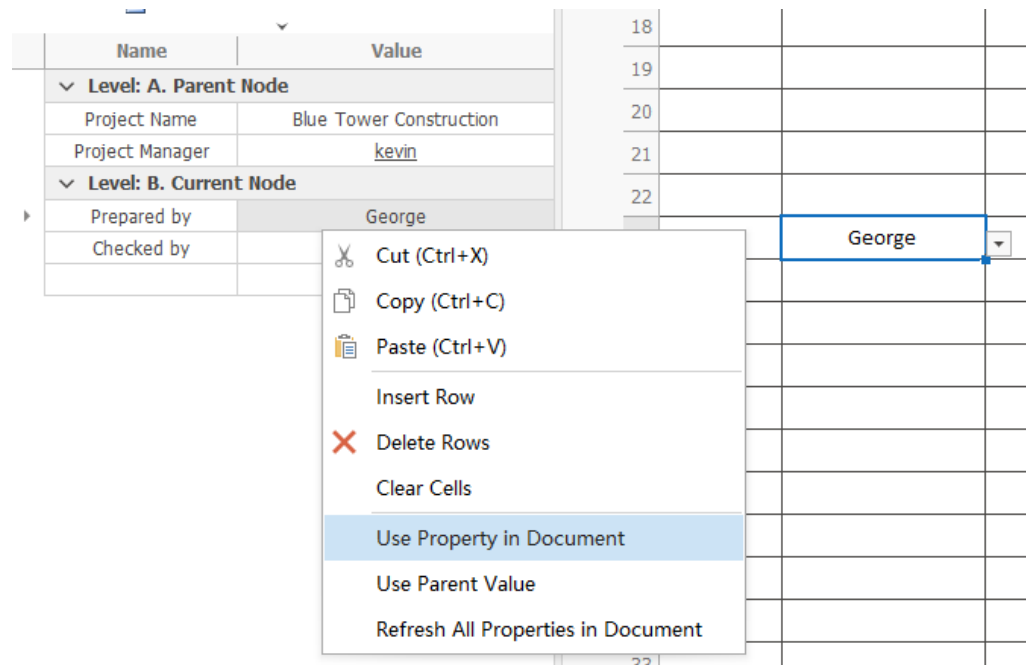 Name Value
Level: A. Parent Node
Project Name Blue Tower Construction
Project Manager kevin
Level: B. Current Node
Prepared by George
Checked by
Cut (Ctrl+X)
Copy (Ctrl+C)
Paste (Ctrl+V)
Insert Row
Delete Rows
Clear Cells
Use Property in Document
Use Parent Value
Refresh All Properties in Document
18
19
20
21
22
George
33